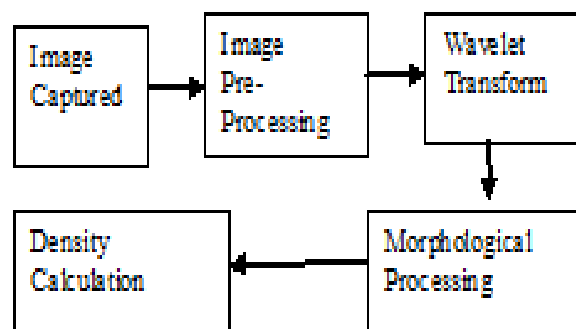 Image
Captured
Image
Pre-
Processing
Wavelet
Transform
Morphological
Processing
Density
Calculation